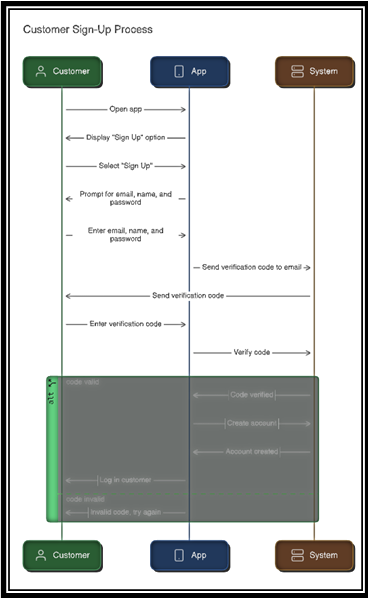 Customer Sign-Up Process
Customer
App
System
Open app
Display "Sign Up" option
Select "Sign Up"
Prompt for email, name, and
password
Enter email, name, and
password
Send verification code to email
Send verification code
Enter verification code
Verify code
alt
code valid
Code verified
Create account
Account created
Log in customer
code invalid
Invalid code, try again
Customer
App
System